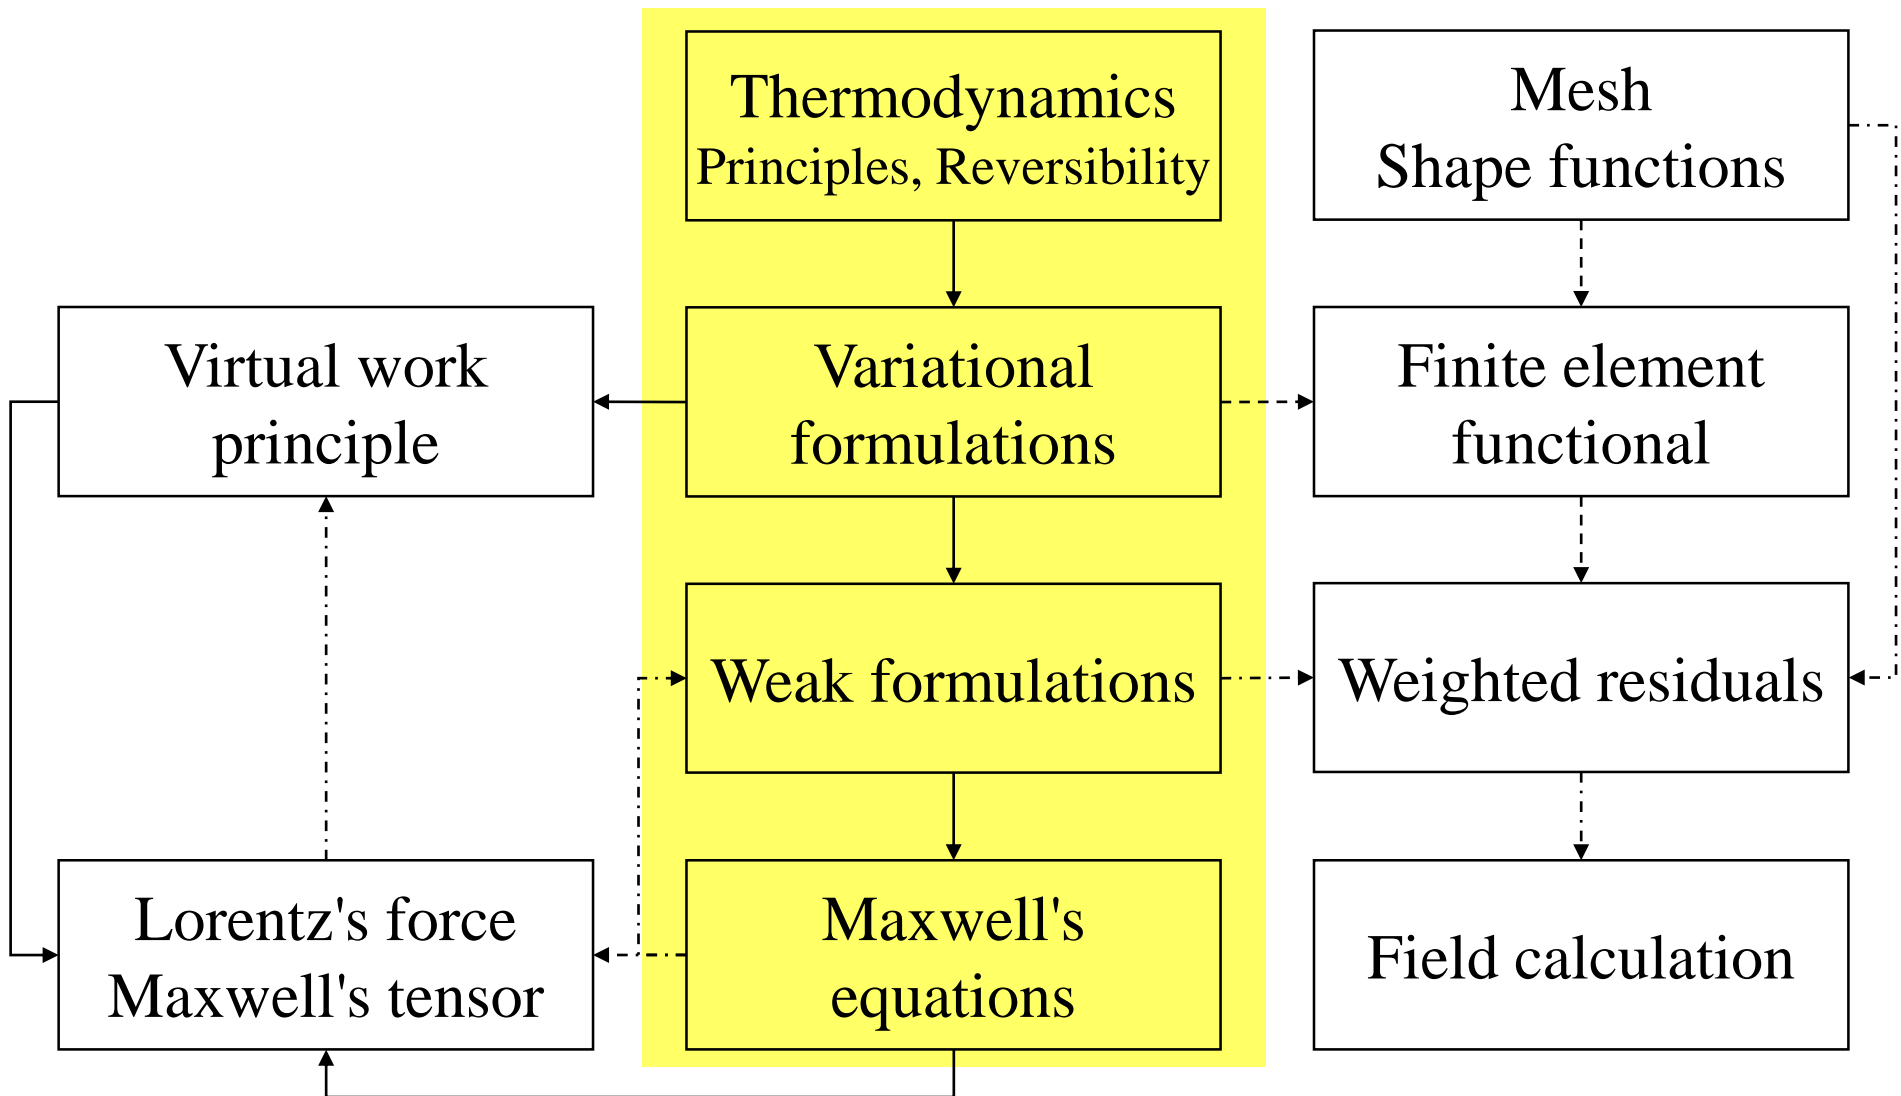 Thermodynamics
Principles, Reversibility
Mesh
Shape functions
Virtual work
principle
Variational
formulations
Finite element
functional
Weak formulations
Weighted residuals
Lorentz's force
Maxwell's tensor
Maxwell's
equations
Field calculation